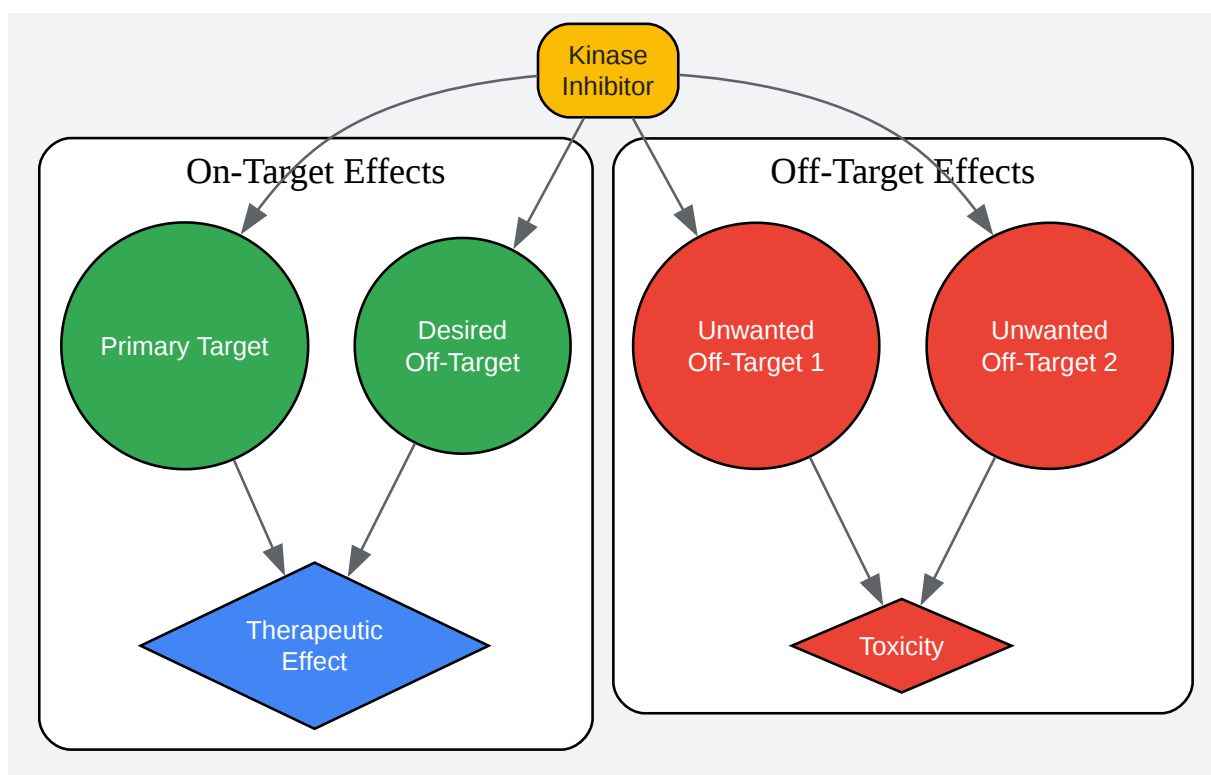 Kinase
Inhibitor
On-Target Effects
Off-Target Effects
Primary Target
Desired
Off-Target
Unwanted
Off-Target 1
Unwanted
Off-Target 2
Therapeutic
Effect
Toxicity